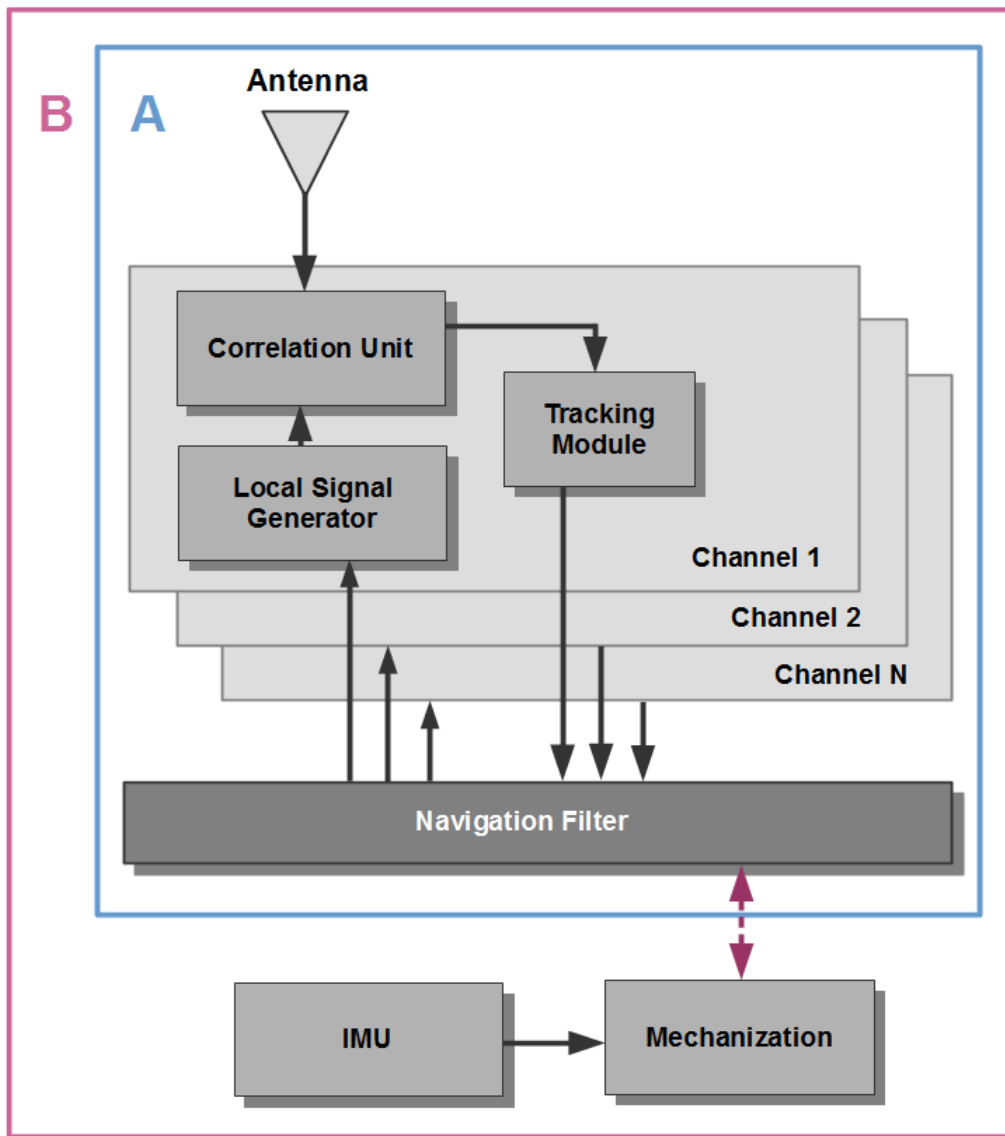 Antenna
B
A
Correlation Unit
Tracking
Module
Local Signal
Generator
Channel 1
Channel 2
Channel N
Navigation Filter
IMU
Mechanization